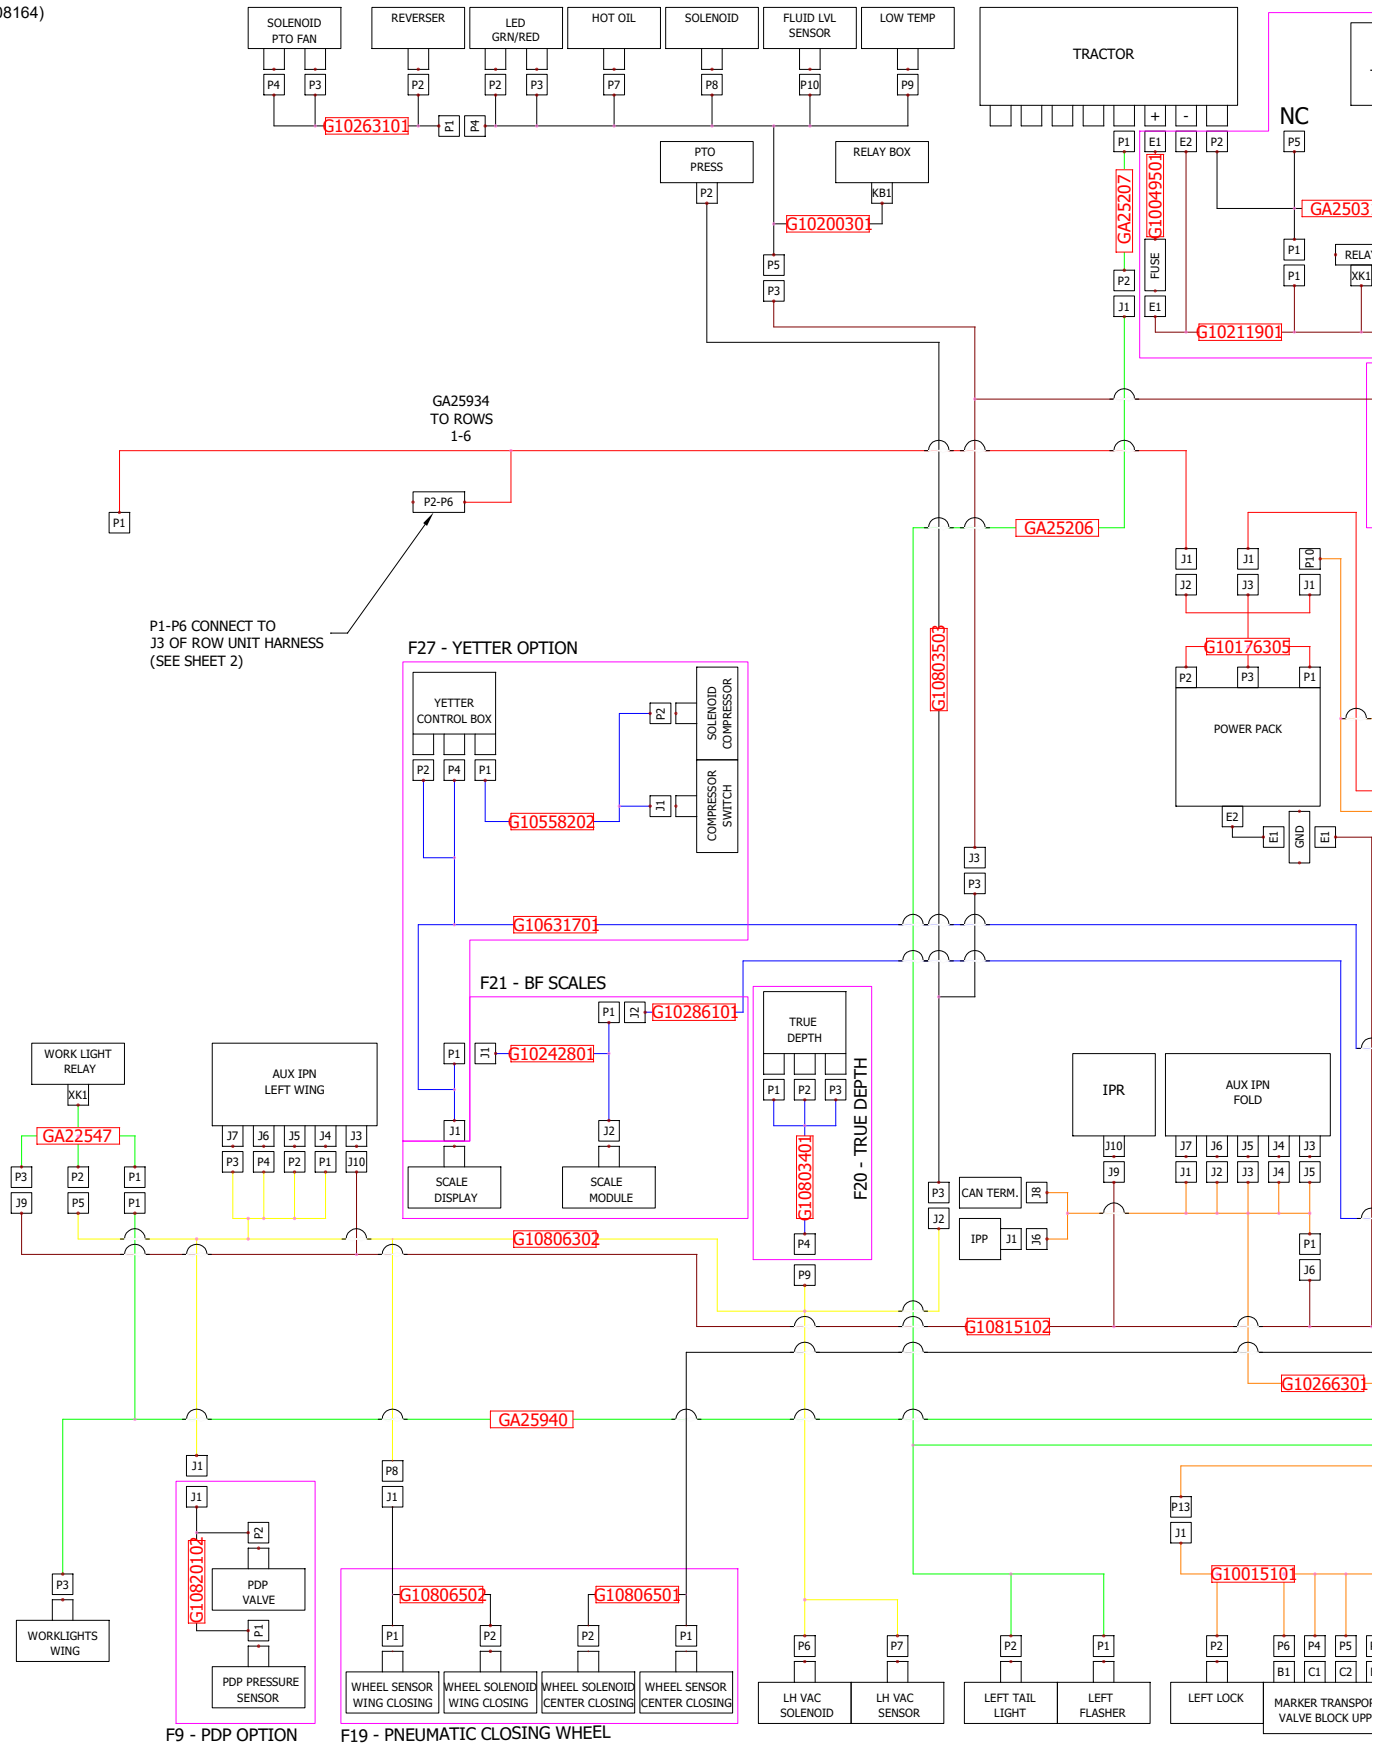 08164)
SOLENOID
PTO FAN
REVERSER
LED
GRN/RED
HOT OIL
SOLENOID
FLUID LVL
SENSOR
LOW TEMP
TRACTOR
P4
P3
P2
P2
P3
P7
P8
P10
P9
+
-
NC
G10263101
P1
P4
P1
E1
E2
P2
P5
PTO
PRESS
RELAY BOX
P2
KB1
GA25207
G10049501
GA2503
G10200301
P5
P3
FUSE
P1
P1
RELA
XK1
P2
J1
E1
G10211901
GA25934
TO ROWS
1-6
P2-P6
P1
GA25206
J1
J1
P10
J2
J3
J1
P1-P6 CONNECT TO
J3 OF ROW UNIT HARNESS
(SEE SHEET 2)
G10803503
G10176305
P2
P3
P1
POWER PACK
F27 - YETTER OPTION
YETTER
CONTROL BOX
P2
SOLENOID
COMPRESSOR
P2
P4
P1
J1
COMPRESSOR
SWITCH
G10558202
E2
E1
GND
E1
J3
P3
G10631701
F21 - BF SCALES
P1
J2
G10286101
TRUE
DEPTH
P1
J1
G10242801
P1
P2
P3
F20 - TRUE DEPTH
G10803401
WORK LIGHT
RELAY
XK1
AUX IPN
LEFT WING
IPR
AUX IPN
FOLD
GA22547
J7
J6
J5
J4
J3
P3
P4
P2
P1
J10
J1
J2
J10
J9
J7
J6
J5
J4
J3
J1
J2
J3
J4
J5
P3
P2
P1
J9
P5
P1
SCALE
DISPLAY
SCALE
MODULE
P3
J2
CAN TERM.
J8
IPP
J1
J6
P4
P9
P1
J6
G10806302
G10815102
G10266301
GA25940
J1
J1
P8
J1
P13
J1
P2
G10820102
PDP
VALVE
P1
PDP PRESSURE
SENSOR
G10806502
G10806501
G10015101
P3
WORKLIGHTS
WING
P1
P2
P2
P1
WHEEL SENSOR
WING CLOSING
WHEEL SOLENOID
WING CLOSING
WHEEL SOLENOID
CENTER CLOSING
WHEEL SENSOR
CENTER CLOSING
P6
P7
LH VAC
SOLENOID
LH VAC
SENSOR
P2
P1
LEFT TAIL
LIGHT
LEFT
FLASHER
P2
LEFT LOCK
P6
P4
P5
B1
C1
C2
MARKER TRANSPOR
VALVE BLOCK UPP
F9 - PDP OPTION
F19 - PNEUMATIC CLOSING WHEEL